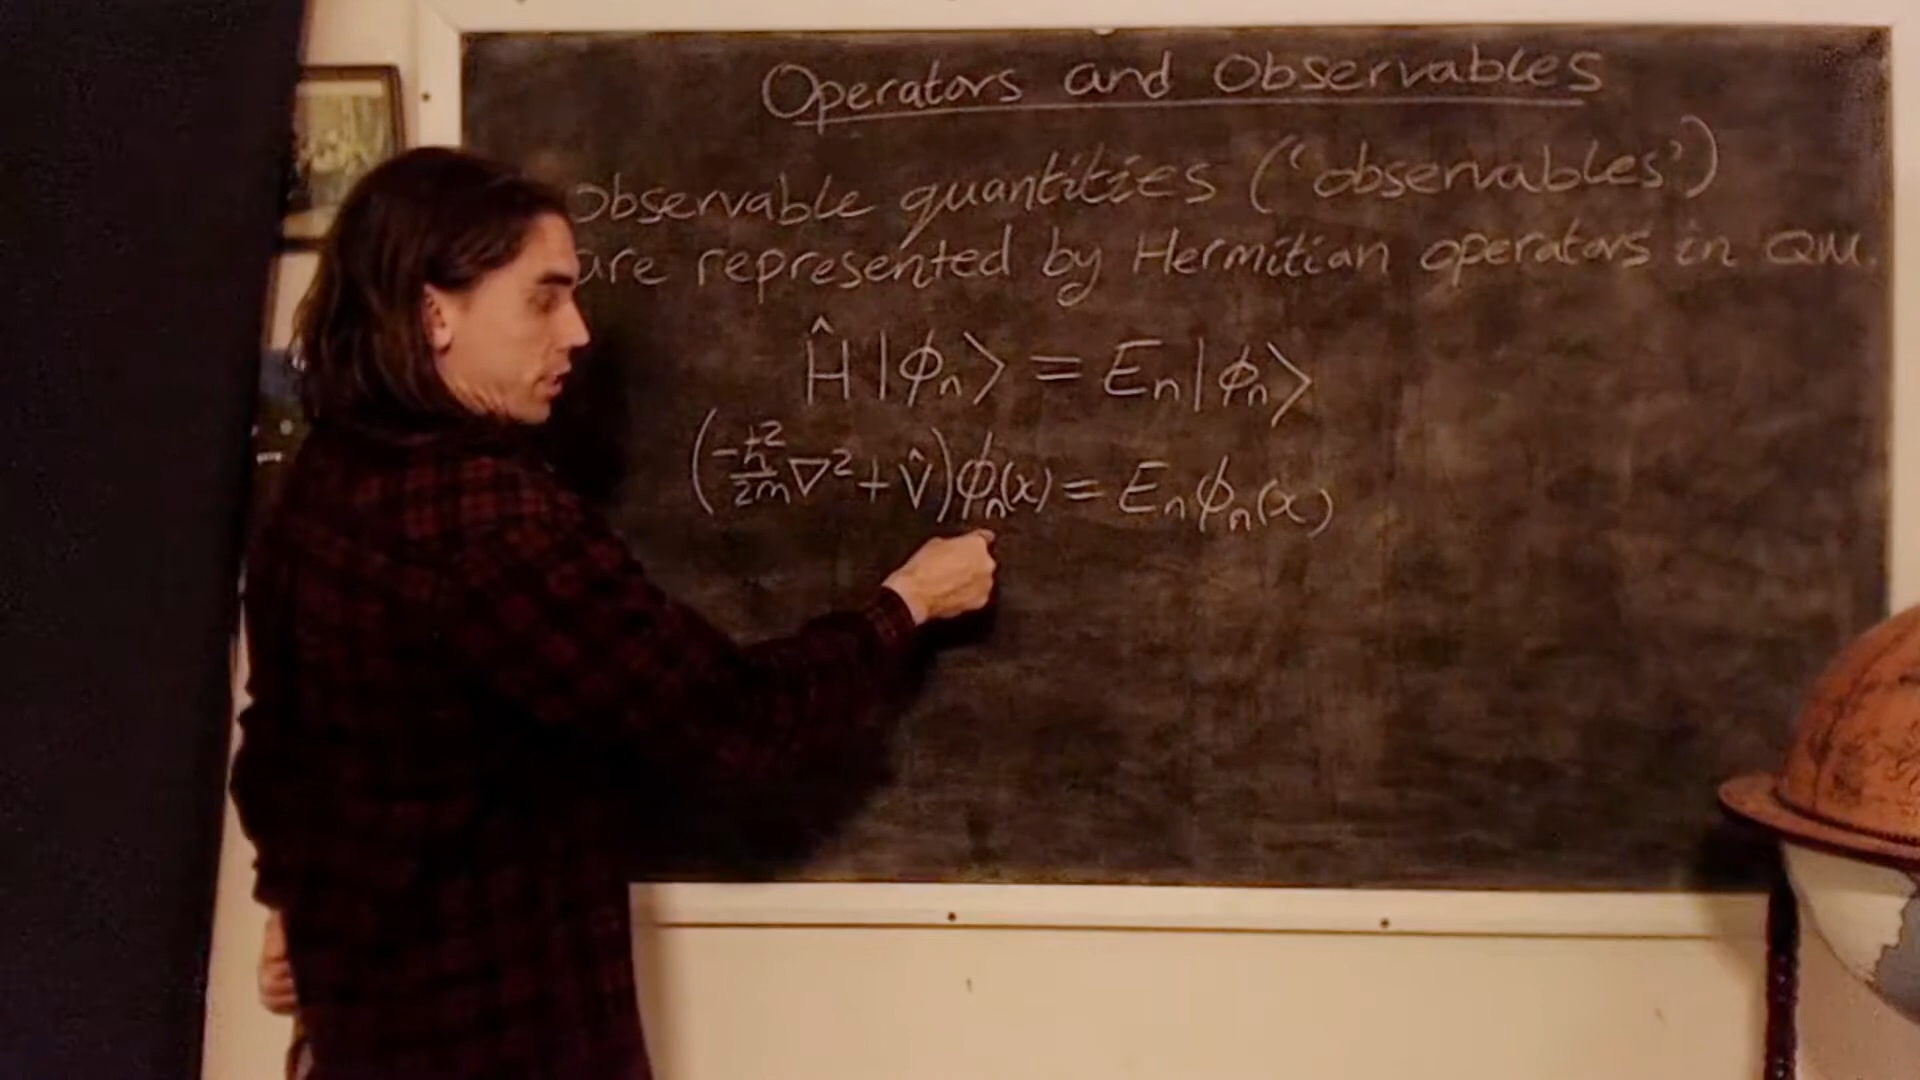 Operators and Observables
Observable quantities ('observables')
are represented by Hermitian operators in QM.
Ĥ|ϕₙ⟩ = Eₙ|ϕₙ⟩
(-ħ²/2m ∇² + V̂)ϕₙ(x) = Eₙϕₙ(x)